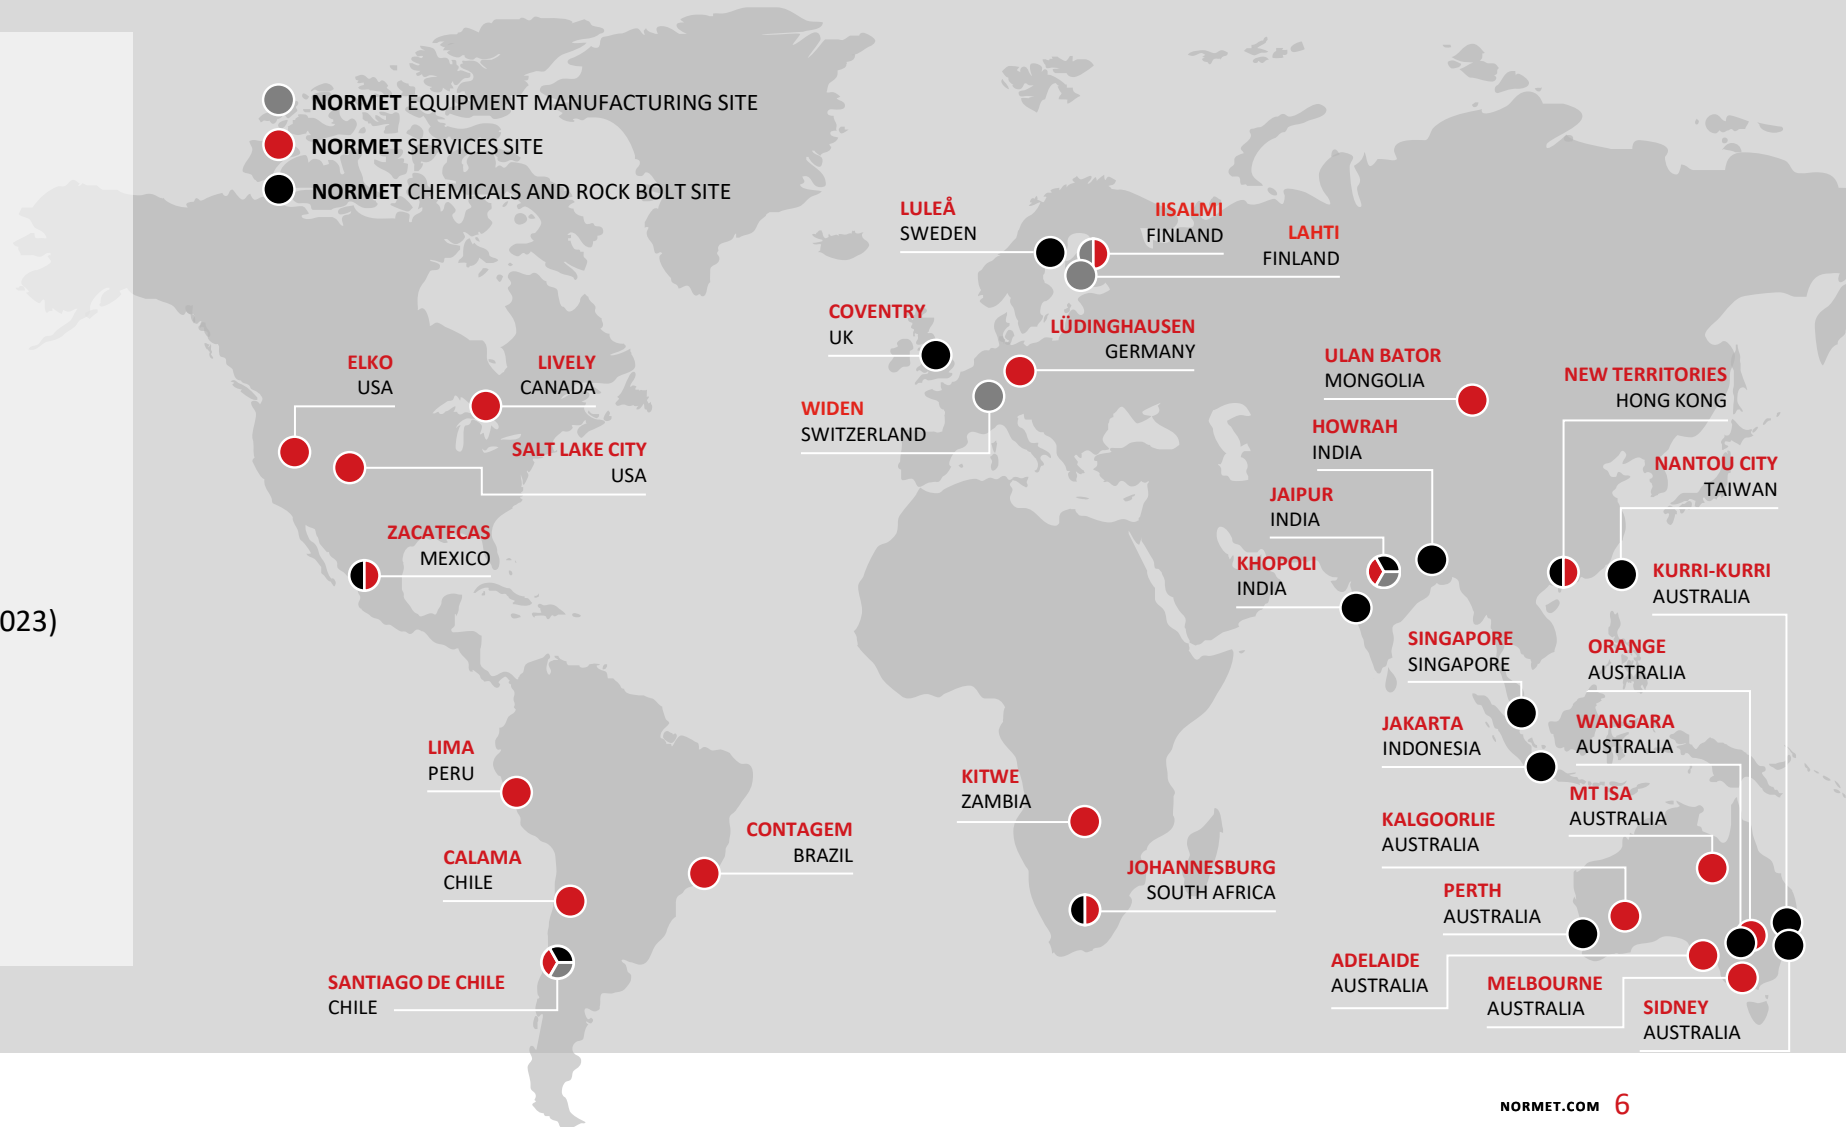 NORMET EQUIPMENT MANUFACTURING SITE
NORMET SERVICES SITE
NORMET CHEMICALS AND ROCK BOLT SITE
LULEÅ
SWEDEN
IISALMI
FINLAND
LAHTI
FINLAND
COVENTRY
UK
LÜDINGHAUSEN
GERMANY
WIDEN
SWITZERLAND
ELKO
USA
LIVELY
CANADA
SALT LAKE CITY
USA
ZACATECAS
MEXICO
ULAN BATOR
MONGOLIA
NEW TERRITORIES
HONG KONG
HOWRAH
INDIA
NANTOU CITY
TAIWAN
JAIPUR
INDIA
KHOPOLI
INDIA
KURRI-KURRI
AUSTRALIA
023)
SINGAPORE
SINGAPORE
ORANGE
AUSTRALIA
JAKARTA
INDONESIA
WANGARA
AUSTRALIA
LIMA
PERU
KITWE
ZAMBIA
MT ISA
AUSTRALIA
KALGOORLIE
AUSTRALIA
CONTAGEM
BRAZIL
CALAMA
CHILE
JOHANNESBURG
SOUTH AFRICA
PERTH
AUSTRALIA
ADELAIDE
AUSTRALIA
SANTIAGO DE CHILE
CHILE
MELBOURNE
AUSTRALIA
SIDNEY
AUSTRALIA
NORMET.COM 6